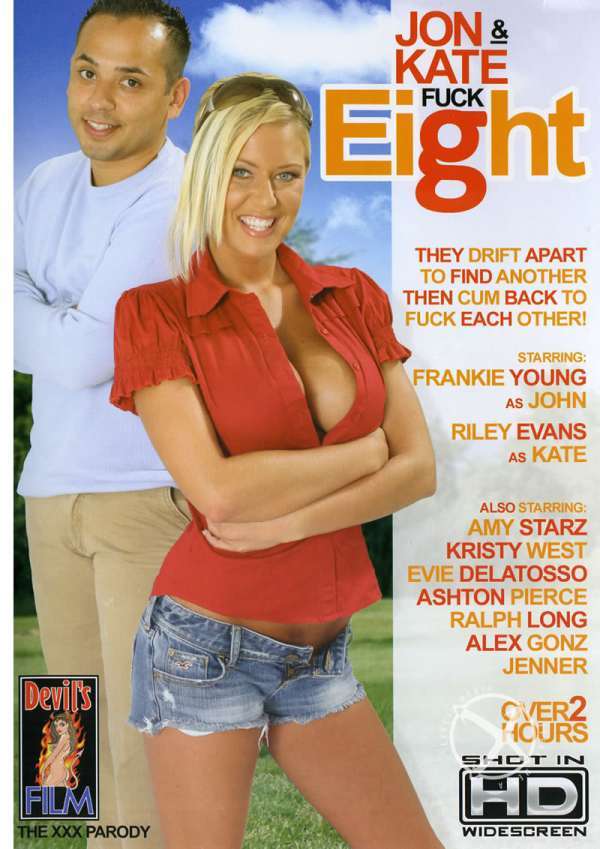 JON &
KATE
FUCK
Eight
THEY DRIFT APART
TO FIND ANOTHER
THEN CUM BACK TO
FUCK EACH OTHER!
STARRING:
FRANKIE YOUNG
AS JOHN
RILEY EVANS
AS KATE
ALSO STARRING:
AMY STARZ
KRISTY WEST
EVIE DELATOSSO
ASHTON PIERCE
RALPH LONG
ALEX GONZ
JENNER
OVER 2
HOURS
SHOT IN
HD
WIDESCREEN
Devil's
FILM
THE XXX PARODY